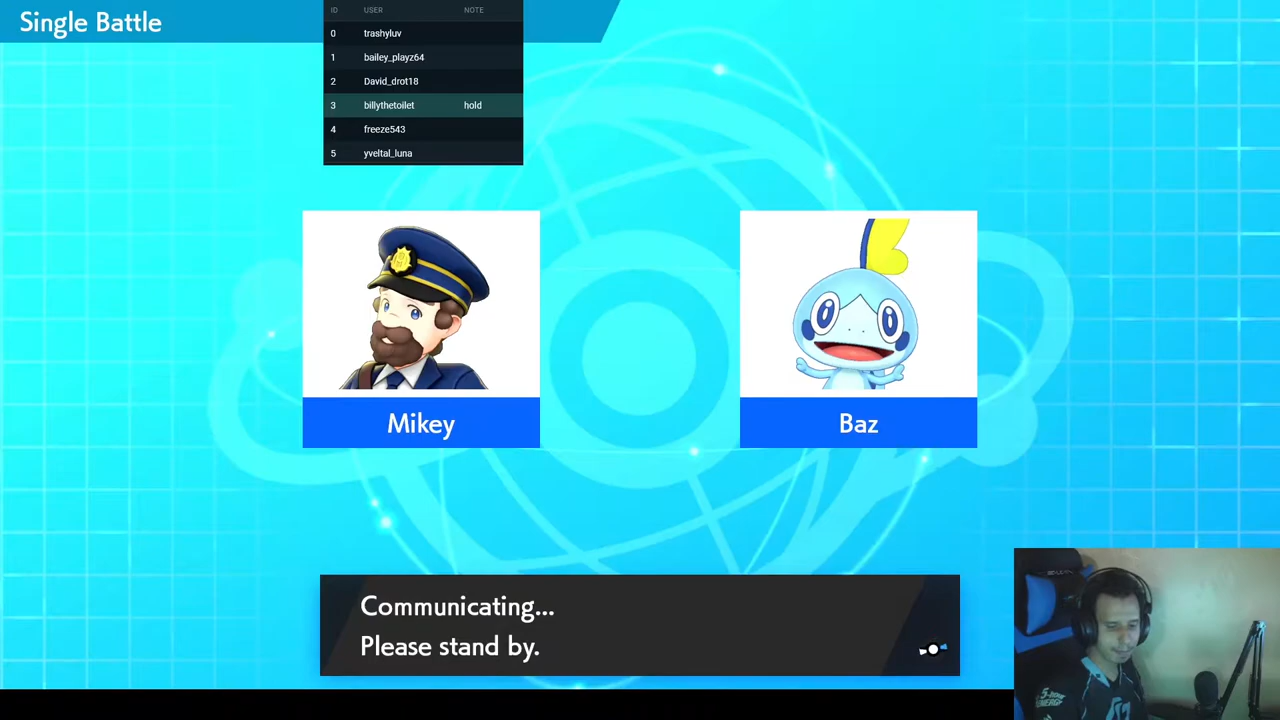 Single Battle
ID USER NOTE
0 trashyluv
1 bailey_playz64
2 David_drot18
3 billythetoilet hold
4 freeze543
5 yveltal_luna
Mikey
Baz
Communicating...
Please stand by.